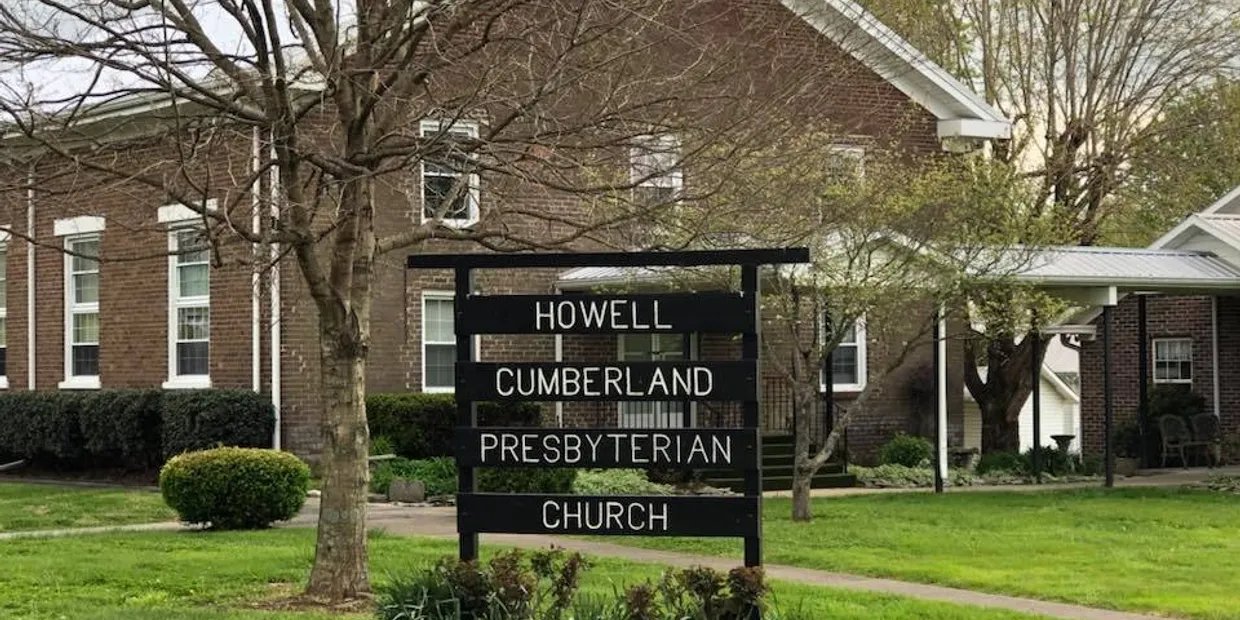 HOWELL
CUMBERLAND
PRESBYTERIAN
CHURCH